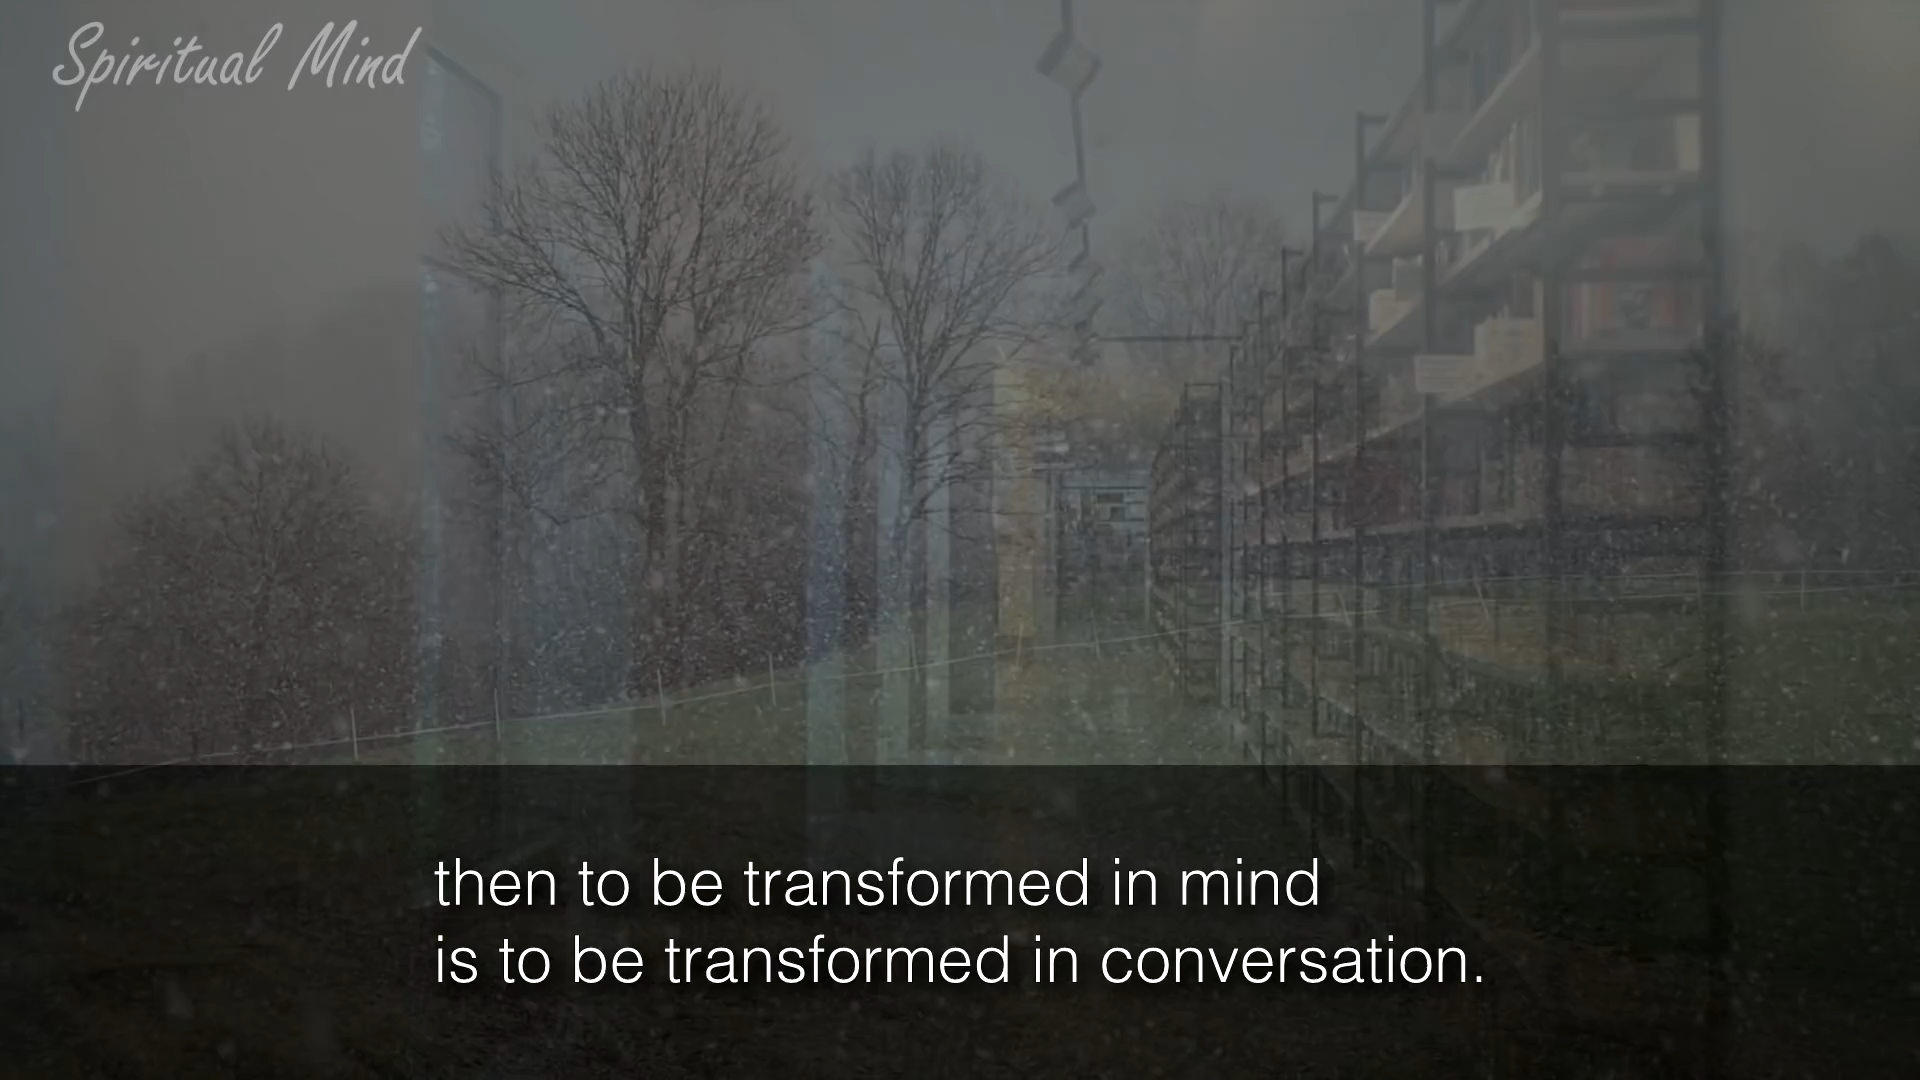 Spiritual Mind
then to be transformed in mind
is to be transformed in conversation.